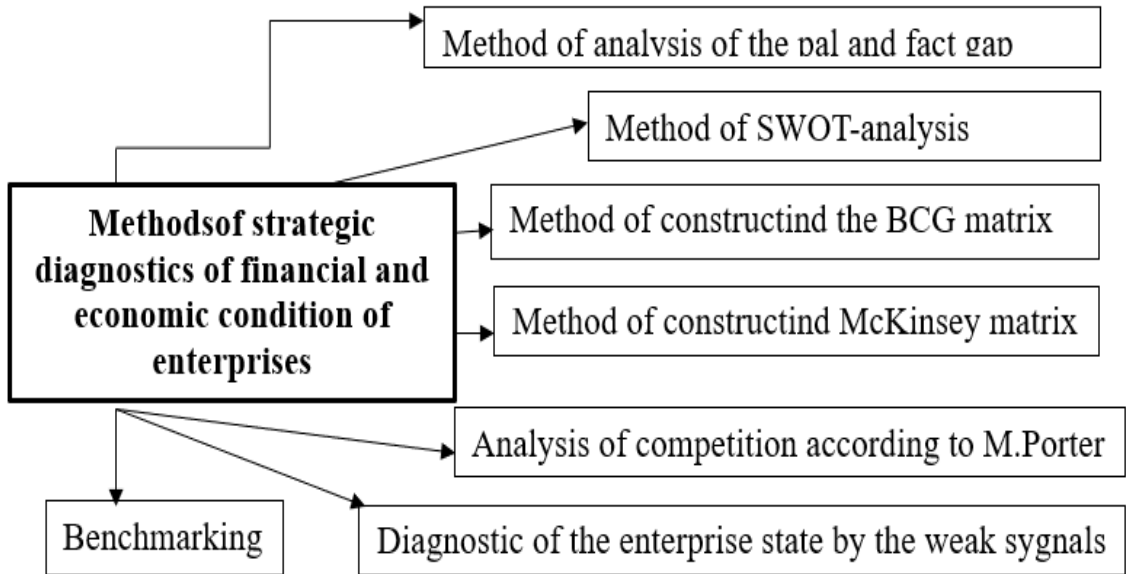 Method of analysis of the pal and fact gap
Method of SWOT-analysis
Methodsof strategic
diagnostics of financial and
economic condition of
enterprises
Method of constructind the BCG matrix
Method of constructind McKinsey matrix
Analysis of competition according to M.Porter
Benchmarking
Diagnostic of the enterprise state by the weak sygnals